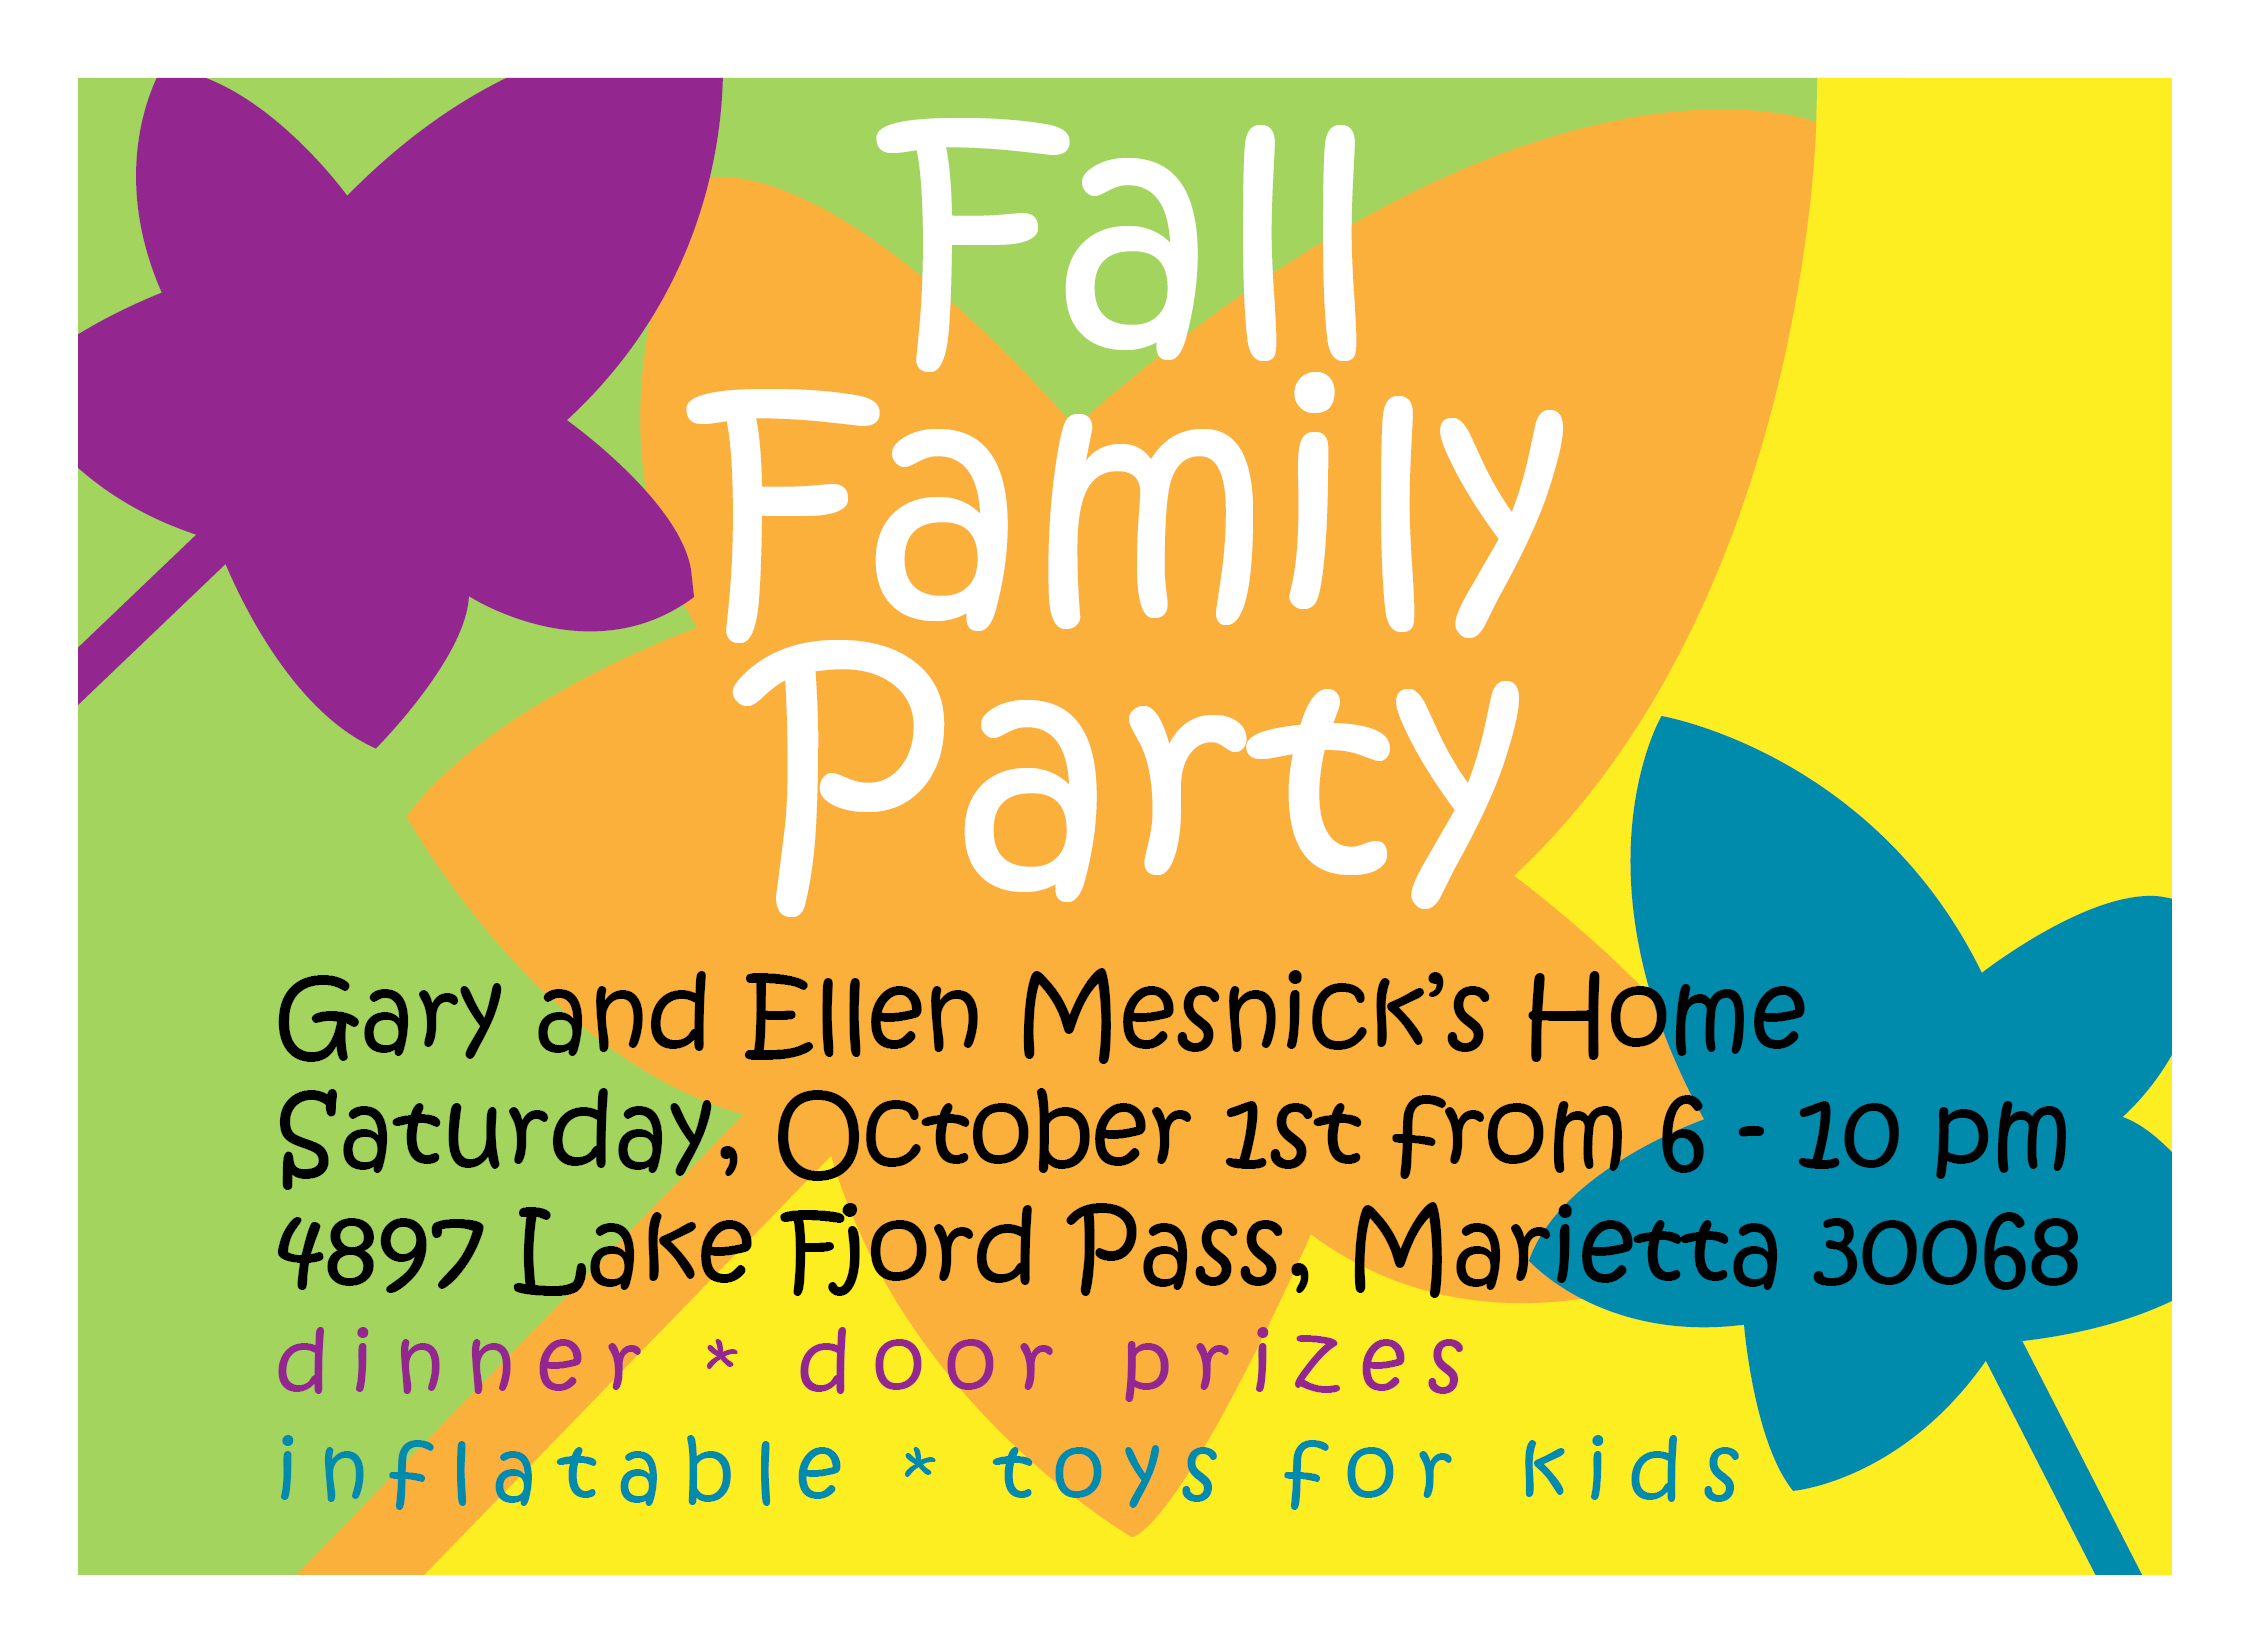 Fall
Family
Party
Gary and Ellen Mesnick's Home
Saturday, October 1st from 6 - 10 pm
4897 Lake Fjord Pass, Marietta 30068
dinner * door prizes
inflatable * toys for kids